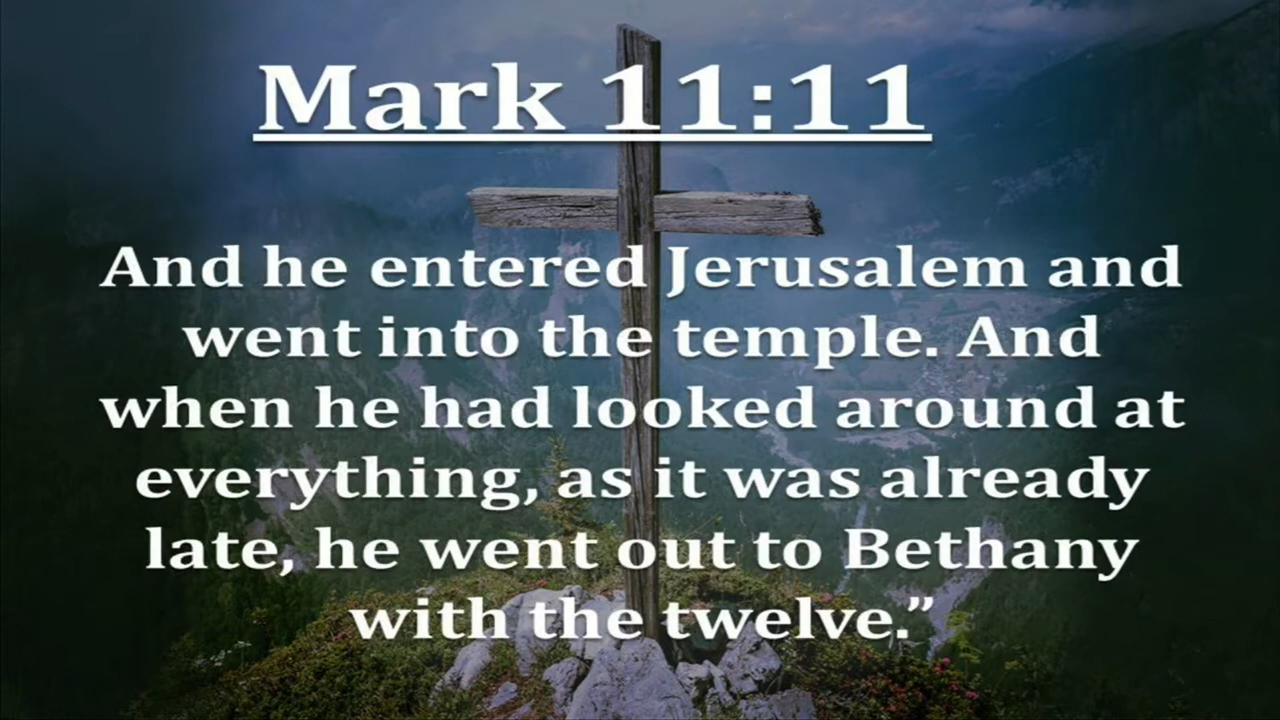 Mark 11:11
And he entered Jerusalem and
went into the temple. And
when he had looked around at
everything, as it was already
late, he went out to Bethany
with the twelve.”